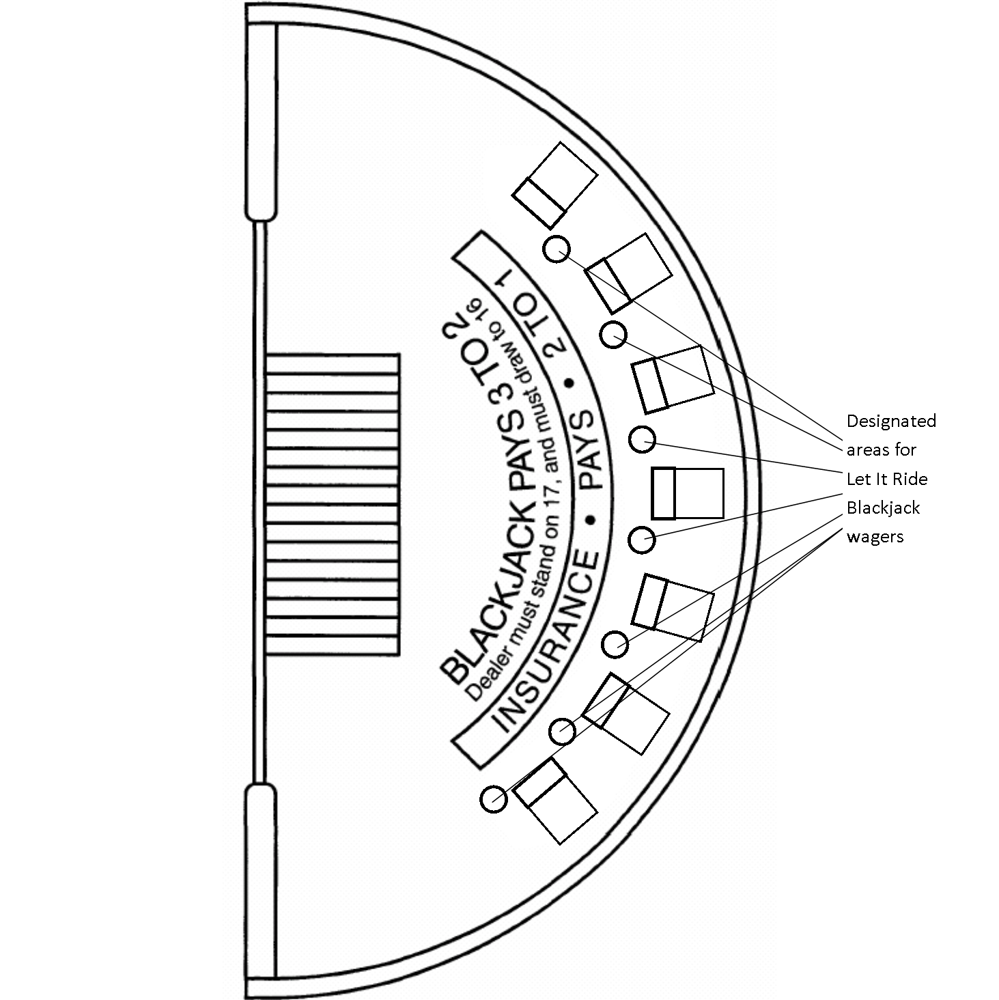 BLACKJACK PAYS 3 TO 2
Dealer must stand on 17, and must draw to 16
INSURANCE • PAYS • 2 TO 1
Designated
areas for
Let It Ride
Blackjack
wagers